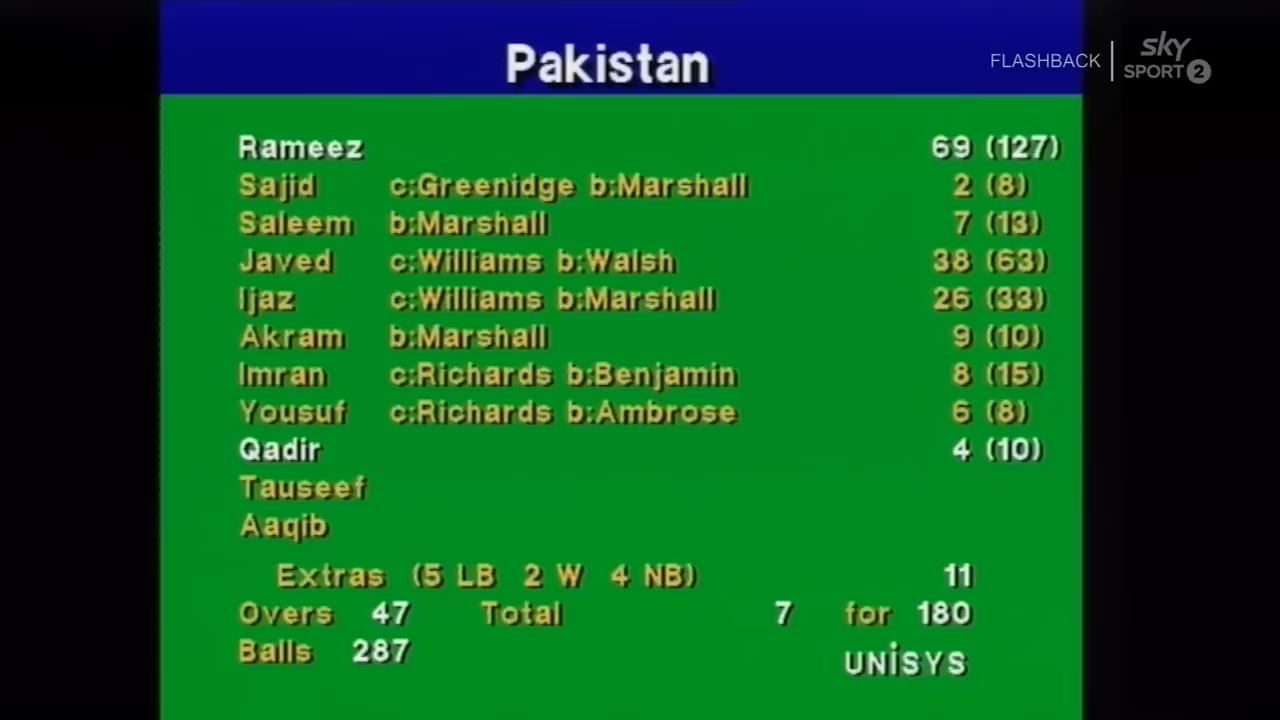 Pakistan
FLASHBACK
sky
SPORT 2
Rameez 69 (127)
Sajid c:Greenidge b:Marshall 2 (8)
Saleem b:Marshall 7 (13)
Javed c:Williams b:Walsh 38 (63)
Ijaz c:Williams b:Marshall 26 (33)
Akram b:Marshall 9 (10)
Imran c:Richards b:Benjamin 8 (15)
Yousuf c:Richards b:Ambrose 6 (8)
Qadir 4 (10)
Tauseef
Aaqib
Extras (5 LB 2 W 4 NB) 11
Overs 47 Total 7 for 180
Balls 287
UNiSYS